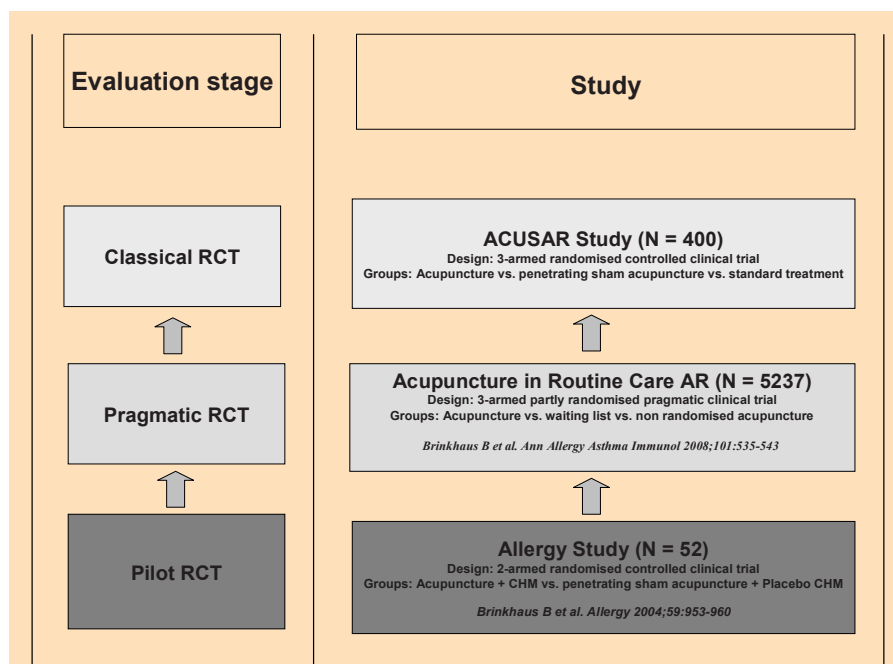 Evaluation stage
Study
Classical RCT
ACUSAR Study (N = 400)
Design: 3-armed randomised controlled clinical trial
Groups: Acupuncture vs. penetrating sham acupuncture vs. standard treatment
Pragmatic RCT
Acupuncture in Routine Care AR (N = 5237)
Design: 3-armed partly randomised pragmatic clinical trial
Groups: Acupuncture vs. waiting list vs. non randomised acupuncture
Brinkhaus B et al. Ann Allergy Asthma Immunol 2008;101:535-543
Pilot RCT
Allergy Study (N = 52)
Design: 2-armed randomised controlled clinical trial
Groups: Acupuncture + CHM vs. penetrating sham acupuncture + Placebo CHM
Brinkhaus B et al. Allergy 2004;59:953-960